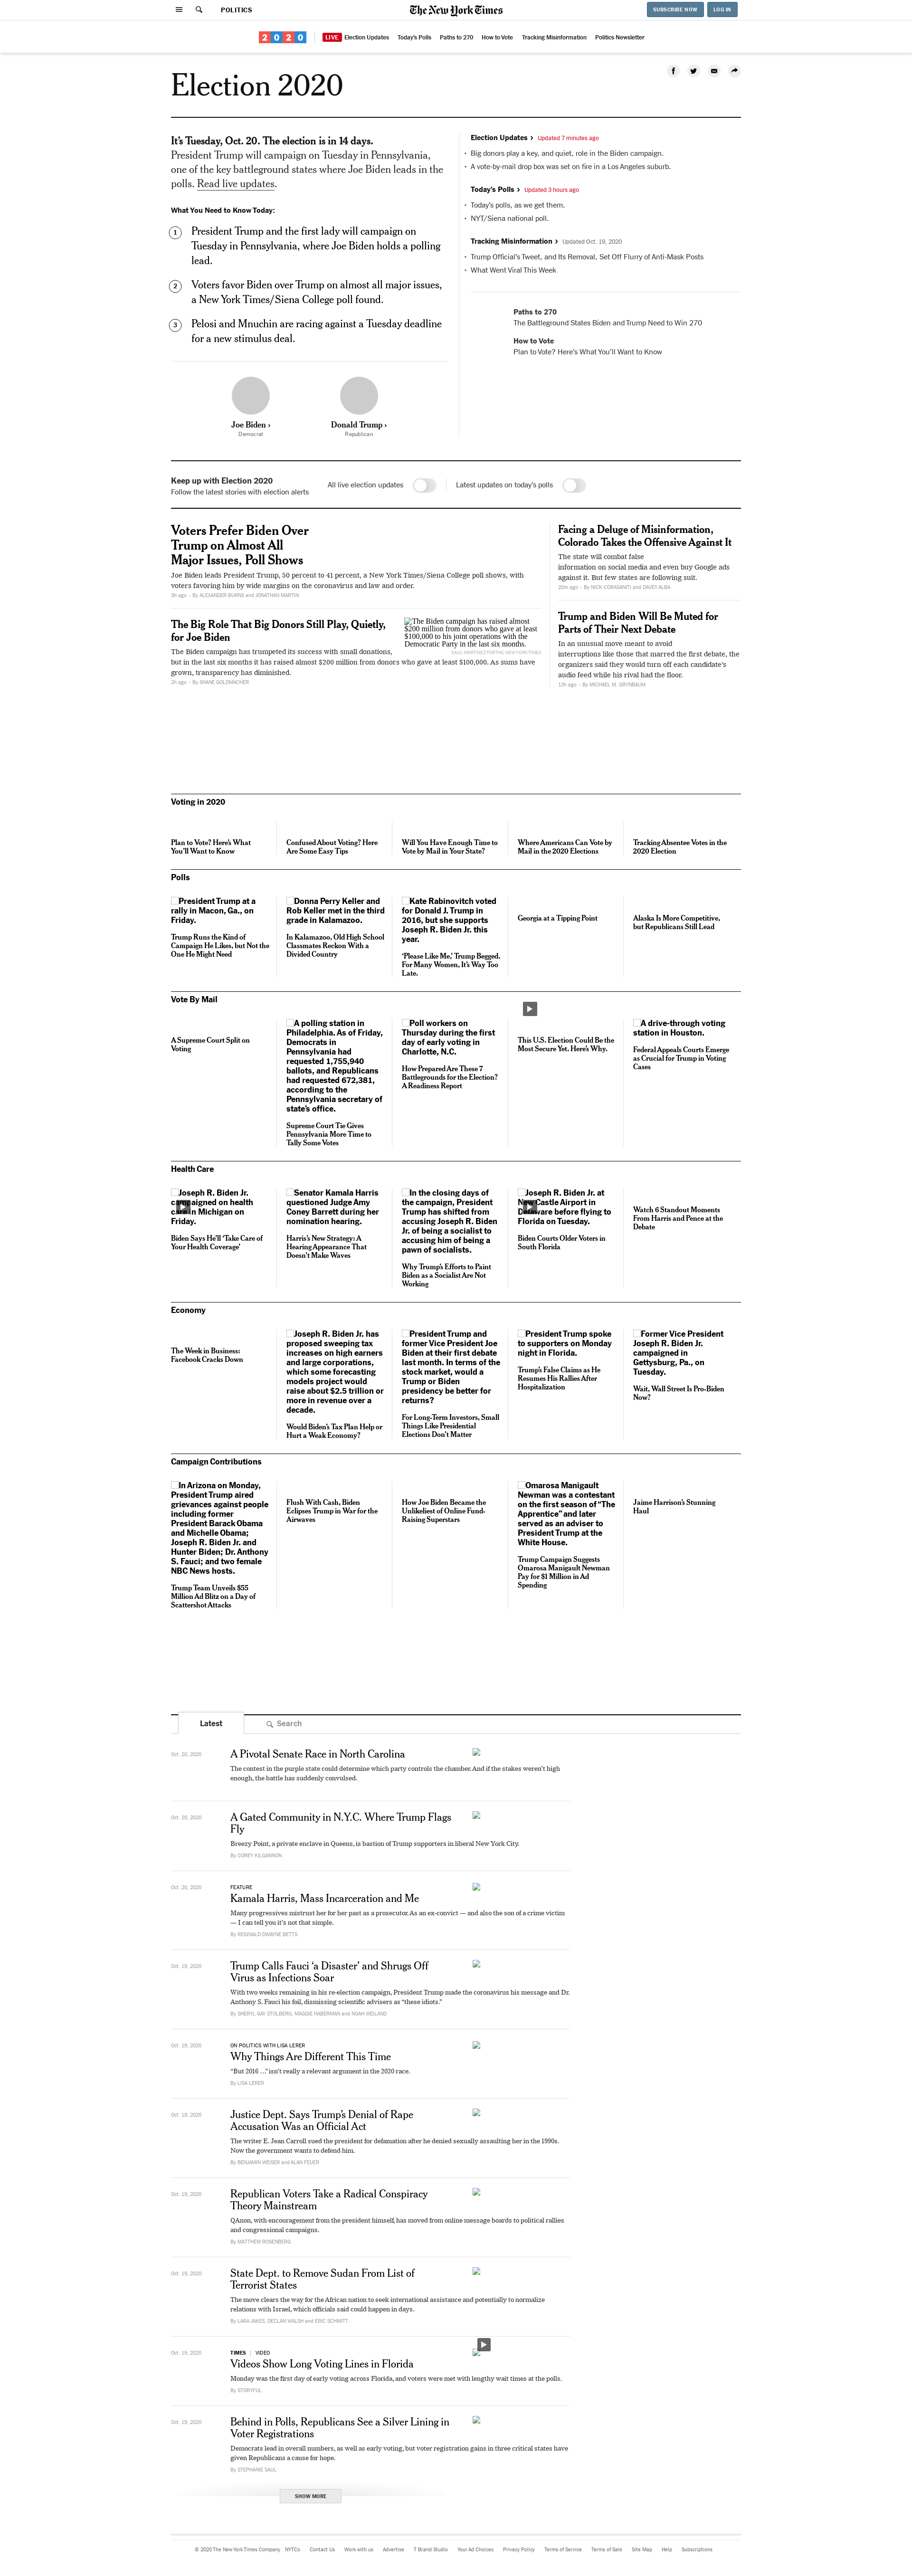 POLITICS
The New York Times
SUBSCRIBE NOW
LOG IN
2020
LIVE Election Updates
Today's Polls
Paths to 270
How to Vote
Tracking Misinformation
Politics Newsletter
Election 2020
It's Tuesday, Oct. 20. The election is in 14 days.
President Trump will campaign on Tuesday in Pennsylvania,
one of the key battleground states where Joe Biden leads in the
polls. Read live updates.
What You Need to Know Today:
1 President Trump and the first lady will campaign on
Tuesday in Pennsylvania, where Joe Biden holds a polling
lead.
2 Voters favor Biden over Trump on almost all major issues,
a New York Times/Siena College poll found.
3 Pelosi and Mnuchin are racing against a Tuesday deadline
for a new stimulus deal.
Joe Biden ›
Democrat
Donald Trump ›
Republican
Election Updates › Updated 7 minutes ago
• Big donors play a key, and quiet, role in the Biden campaign.
• A vote-by-mail drop box was set on fire in a Los Angeles suburb.
Today's Polls › Updated 3 hours ago
• Today's polls, as we get them.
• NYT/Siena national poll.
Tracking Misinformation › Updated Oct. 19, 2020
• Trump Official's Tweet, and Its Removal, Set Off Flurry of Anti-Mask Posts
• What Went Viral This Week
Paths to 270
The Battleground States Biden and Trump Need to Win 270
How to Vote
Plan to Vote? Here's What You'll Want to Know
Keep up with Election 2020
Follow the latest stories with election alerts
All live election updates
Latest updates on today's polls
Voters Prefer Biden Over
Trump on Almost All
Major Issues, Poll Shows
Joe Biden leads President Trump, 50 percent to 41 percent, a New York Times/Siena College poll shows, with
voters favoring him by wide margins on the coronavirus and law and order.
3h ago – By ALEXANDER BURNS and JONATHAN MARTIN
The Big Role That Big Donors Still Play, Quietly,
for Joe Biden
The Biden campaign has trumpeted its success with small donations,
but in the last six months it has raised almost $200 million from donors who gave at least $100,000. As sums have
grown, transparency has diminished.
2h ago – By SHANE GOLDMACHER
The Biden campaign has raised almost
$200 million from donors who gave at least
$100,000 to his joint operations with the
Democratic Party in the last six months.
SAUL MARTINEZ FOR THE NEW YORK TIMES
Facing a Deluge of Misinformation,
Colorado Takes the Offensive Against It
The state will combat false
information on social media and even buy Google ads
against it. But few states are following suit.
20m ago – By NICK CORASANITI and DAVEY ALBA
Trump and Biden Will Be Muted for
Parts of Their Next Debate
In an unusual move meant to avoid
interruptions like those that marred the first debate, the
organizers said they would turn off each candidate's
audio feed while his rival had the floor.
13h ago – By MICHAEL M. GRYNBAUM
Voting in 2020
Plan to Vote? Here's What
You'll Want to Know
Confused About Voting? Here
Are Some Easy Tips
Will You Have Enough Time to
Vote by Mail in Your State?
Where Americans Can Vote by
Mail in the 2020 Elections
Tracking Absentee Votes in the
2020 Election
Polls
President Trump at a
rally in Macon, Ga., on
Friday.
Trump Runs the Kind of
Campaign He Likes, but Not the
One He Might Need
Donna Perry Keller and
Rob Keller met in the third
grade in Kalamazoo.
In Kalamazoo, Old High School
Classmates Reckon With a
Divided Country
Kate Rabinovitch voted
for Donald J. Trump in
2016, but she supports
Joseph R. Biden Jr. this
year.
'Please Like Me,' Trump Begged.
For Many Women, It's Way Too
Late.
Georgia at a Tipping Point
Alaska Is More Competitive,
but Republicans Still Lead
Vote By Mail
A Supreme Court Split on
Voting
A polling station in
Philadelphia. As of Friday,
Democrats in
Pennsylvania had
requested 1,755,940
ballots, and Republicans
had requested 672,381,
according to the
Pennsylvania secretary of
state's office.
Supreme Court Tie Gives
Pennsylvania More Time to
Tally Some Votes
Poll workers on
Thursday during the first
day of early voting in
Charlotte, N.C.
How Prepared Are These 7
Battlegrounds for the Election?
A Readiness Report
This U.S. Election Could Be the
Most Secure Yet. Here's Why.
A drive-through voting
station in Houston.
Federal Appeals Courts Emerge
as Crucial for Trump in Voting
Cases
Health Care
Joseph R. Biden Jr.
campaigned on health
care in Michigan on
Friday.
Biden Says He'll 'Take Care of
Your Health Coverage'
Senator Kamala Harris
questioned Judge Amy
Coney Barrett during her
nomination hearing.
Harris's New Strategy: A
Hearing Appearance That
Doesn't Make Waves
In the closing days of
the campaign, President
Trump has shifted from
accusing Joseph R. Biden
Jr. of being a socialist to
accusing him of being a
pawn of socialists.
Why Trump's Efforts to Paint
Biden as a Socialist Are Not
Working
Joseph R. Biden Jr. at
New Castle Airport in
Delaware before flying to
Florida on Tuesday.
Biden Courts Older Voters in
South Florida
Watch 6 Standout Moments
From Harris and Pence at the
Debate
Economy
The Week in Business:
Facebook Cracks Down
Joseph R. Biden Jr. has
proposed sweeping tax
increases on high earners
and large corporations,
which some forecasting
models project would
raise about $2.5 trillion or
more in revenue over a
decade.
Would Biden's Tax Plan Help or
Hurt a Weak Economy?
President Trump and
former Vice President Joe
Biden at their first debate
last month. In terms of the
stock market, would a
Trump or Biden
presidency be better for
returns?
For Long-Term Investors, Small
Things Like Presidential
Elections Don't Matter
President Trump spoke
to supporters on Monday
night in Florida.
Trump's False Claims as He
Resumes His Rallies After
Hospitalization
Former Vice President
Joseph R. Biden Jr.
campaigned in
Gettysburg, Pa., on
Tuesday.
Wait, Wall Street Is Pro-Biden
Now?
Campaign Contributions
In Arizona on Monday,
President Trump aired
grievances against people
including former
President Barack Obama
and Michelle Obama;
Joseph R. Biden Jr. and
Hunter Biden; Dr. Anthony
S. Fauci; and two female
NBC News hosts.
Trump Team Unveils $55
Million Ad Blitz on a Day of
Scattershot Attacks
Flush With Cash, Biden
Eclipses Trump in War for the
Airwaves
How Joe Biden Became the
Unlikeliest of Online Fund-
Raising Superstars
Omarosa Manigault
Newman was a contestant
on the first season of "The
Apprentice" and later
served as an adviser to
President Trump at the
White House.
Trump Campaign Suggests
Omarosa Manigault Newman
Pay for $1 Million in Ad
Spending
Jaime Harrison's Stunning
Haul
Latest
Search
Oct. 20, 2020
A Pivotal Senate Race in North Carolina
The contest in the purple state could determine which party controls the chamber. And if the stakes weren't high
enough, the battle has suddenly convulsed.
Oct. 20, 2020
A Gated Community in N.Y.C. Where Trump Flags
Fly
Breezy Point, a private enclave in Queens, is bastion of Trump supporters in liberal New York City.
By COREY KILGANNON
Oct. 20, 2020
FEATURE
Kamala Harris, Mass Incarceration and Me
Many progressives mistrust her for her past as a prosecutor. As an ex-convict — and also the son of a crime victim
— I can tell you it's not that simple.
By REGINALD DWAYNE BETTS
Oct. 19, 2020
Trump Calls Fauci 'a Disaster' and Shrugs Off
Virus as Infections Soar
With two weeks remaining in his re-election campaign, President Trump made the coronavirus his message and Dr.
Anthony S. Fauci his foil, dismissing scientific advisers as "these idiots."
By SHERYL GAY STOLBERG, MAGGIE HABERMAN and NOAH WEILAND
Oct. 19, 2020
ON POLITICS WITH LISA LERER
Why Things Are Different This Time
"But 2016 …" isn't really a relevant argument in the 2020 race.
By LISA LERER
Oct. 19, 2020
Justice Dept. Says Trump's Denial of Rape
Accusation Was an Official Act
The writer E. Jean Carroll sued the president for defamation after he denied sexually assaulting her in the 1990s.
Now the government wants to defend him.
By BENJAMIN WEISER and ALAN FEUER
Oct. 19, 2020
Republican Voters Take a Radical Conspiracy
Theory Mainstream
QAnon, with encouragement from the president himself, has moved from online message boards to political rallies
and congressional campaigns.
By MATTHEW ROSENBERG
Oct. 19, 2020
State Dept. to Remove Sudan From List of
Terrorist States
The move clears the way for the African nation to seek international assistance and potentially to normalize
relations with Israel, which officials said could happen in days.
By LARA JAKES, DECLAN WALSH and ERIC SCHMITT
Oct. 19, 2020
TIMES | VIDEO
Videos Show Long Voting Lines in Florida
Monday was the first day of early voting across Florida, and voters were met with lengthy wait times at the polls.
By STORYFUL
Oct. 19, 2020
Behind in Polls, Republicans See a Silver Lining in
Voter Registrations
Democrats lead in overall numbers, as well as early voting, but voter registration gains in three critical states have
given Republicans a cause for hope.
By STEPHANIE SAUL
SHOW MORE
© 2020 The New York Times Company NYTCo Contact Us Work with us Advertise T Brand Studio Your Ad Choices Privacy Policy Terms of Service Terms of Sale Site Map Help Subscriptions